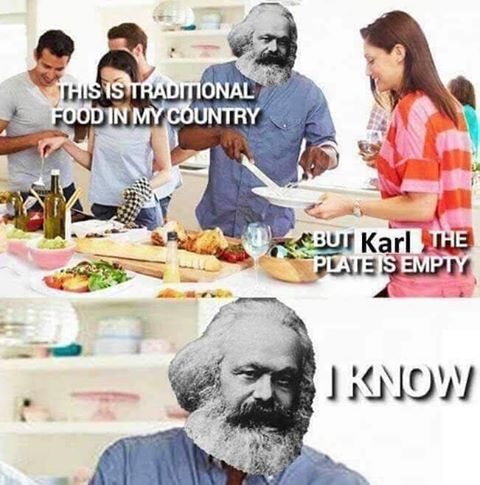 THIS IS TRADITIONAL
FOOD IN MY COUNTRY
BUT Karl , THE
PLATE IS EMPTY
I KNOW